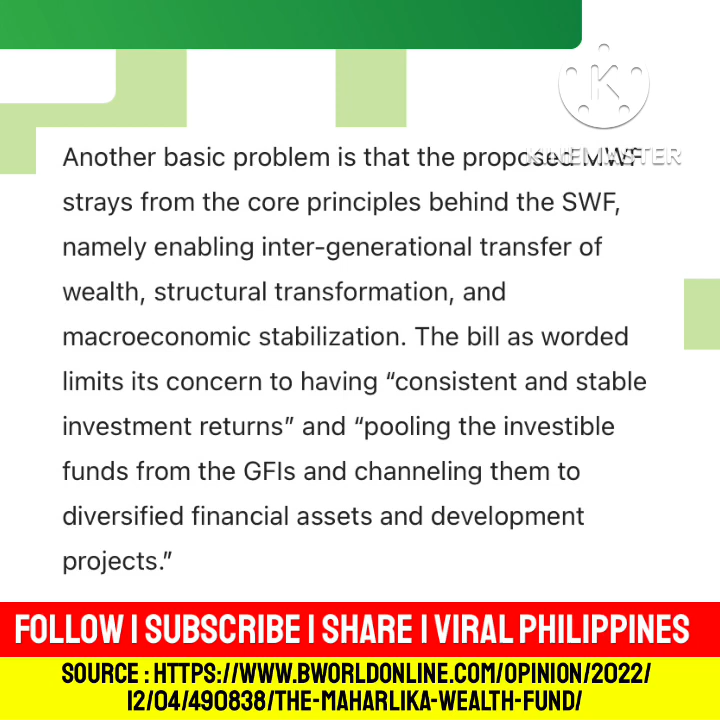 K
KINEMASTER
Another basic problem is that the proposed MWF
strays from the core principles behind the SWF,
namely enabling inter-generational transfer of
wealth, structural transformation, and
macroeconomic stabilization. The bill as worded
limits its concern to having “consistent and stable
investment returns” and “pooling the investible
funds from the GFIs and channeling them to
diversified financial assets and development
projects.”
FOLLOW | SUBSCRIBE | SHARE | VIRAL PHILIPPINES
SOURCE : HTTPS://WWW.BWORLDONLINE.COM/OPINION/2022/
12/04/490838/THE-MAHARLIKA-WEALTH-FUND/